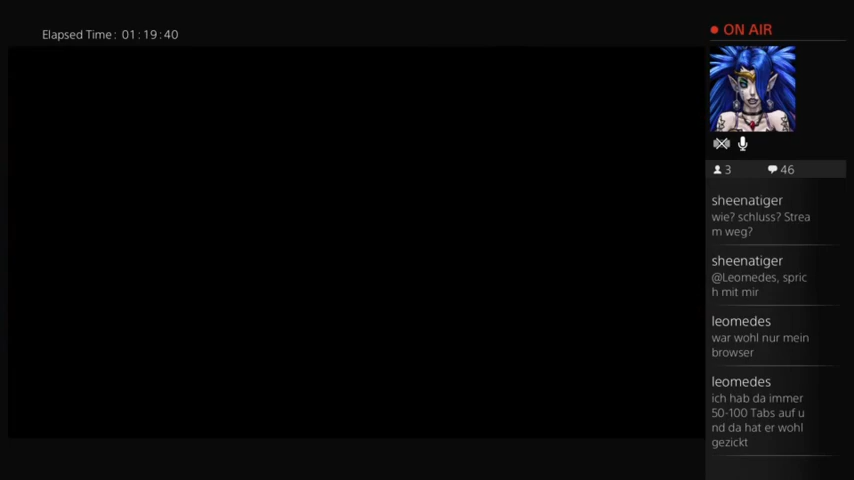 Elapsed Time: 01:19:40
ON AIR
3 46
sheenatiger
wie? schluss? Strea
m weg?
sheenatiger
@Leomedes, spric
h mit mir
leomedes
war wohl nur mein
browser
leomedes
ich hab da immer
50-100 Tabs auf u
nd da hat er wohl
gezickt